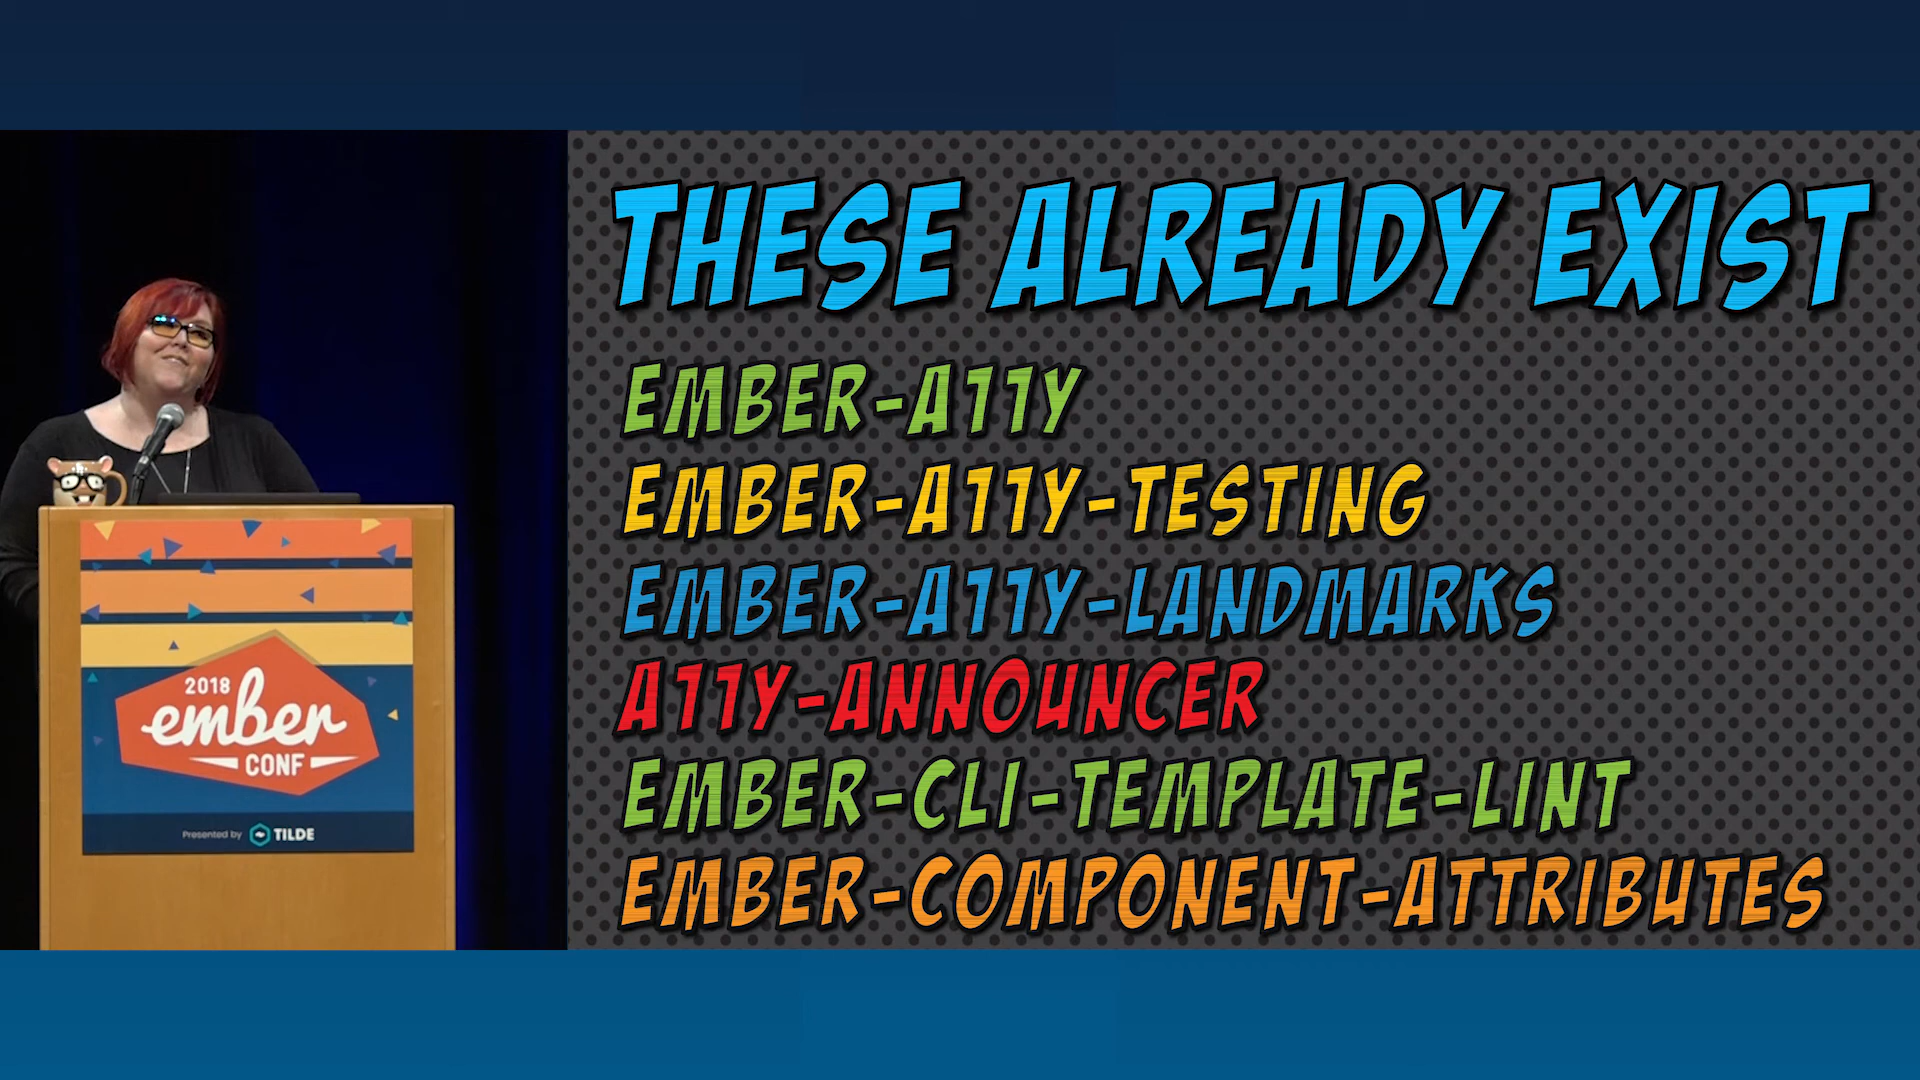 THESE ALREADY EXIST
EMBER-A11Y
EMBER-A11Y-TESTING
EMBER-A11Y-LANDMARKS
A11Y-ANNOUNCER
EMBER-CLI-TEMPLATE-LINT
EMBER-COMPONENT-ATTRIBUTES
2018
ember
CONF
Presented by TILDE